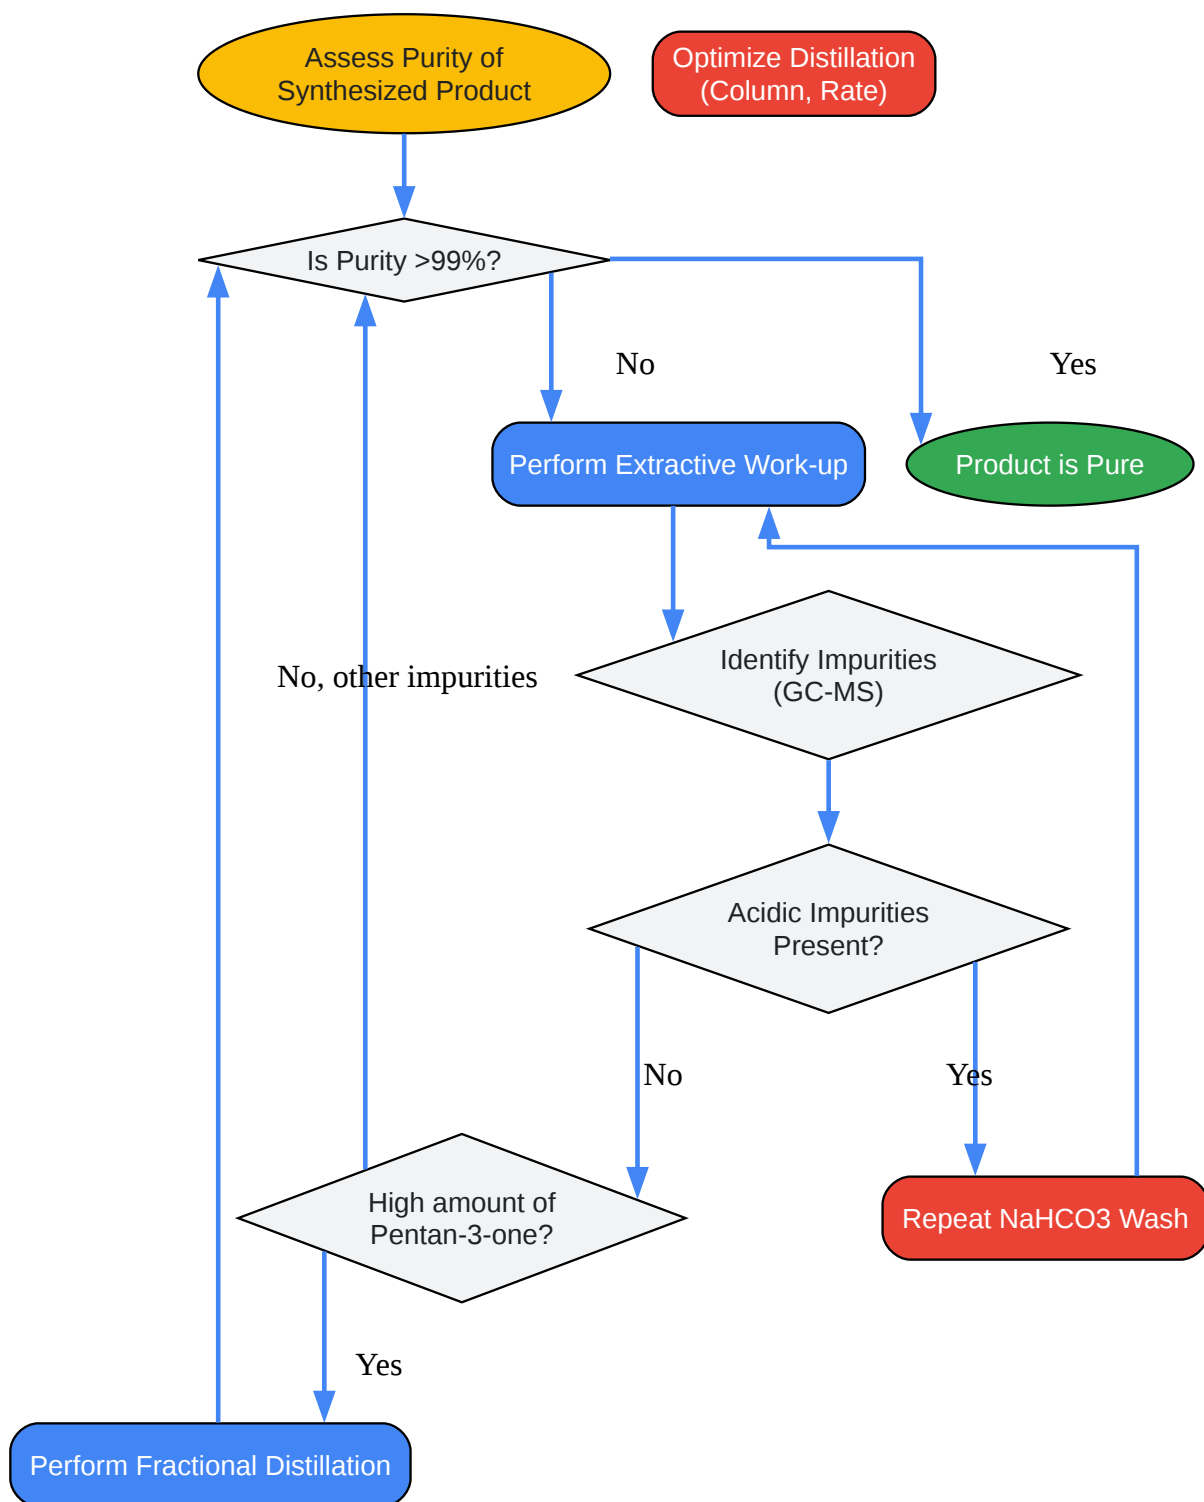 Assess Purity of
Synthesized Product
Optimize Distillation
(Column, Rate)
Is Purity >99%?
No
Yes
Perform Extractive Work-up
Product is Pure
Identify Impurities
(GC-MS)
No, other impurities
Acidic Impurities
Present?
No
Yes
High amount of
Pentan-3-one?
Repeat NaHCO3 Wash
Yes
Perform Fractional Distillation